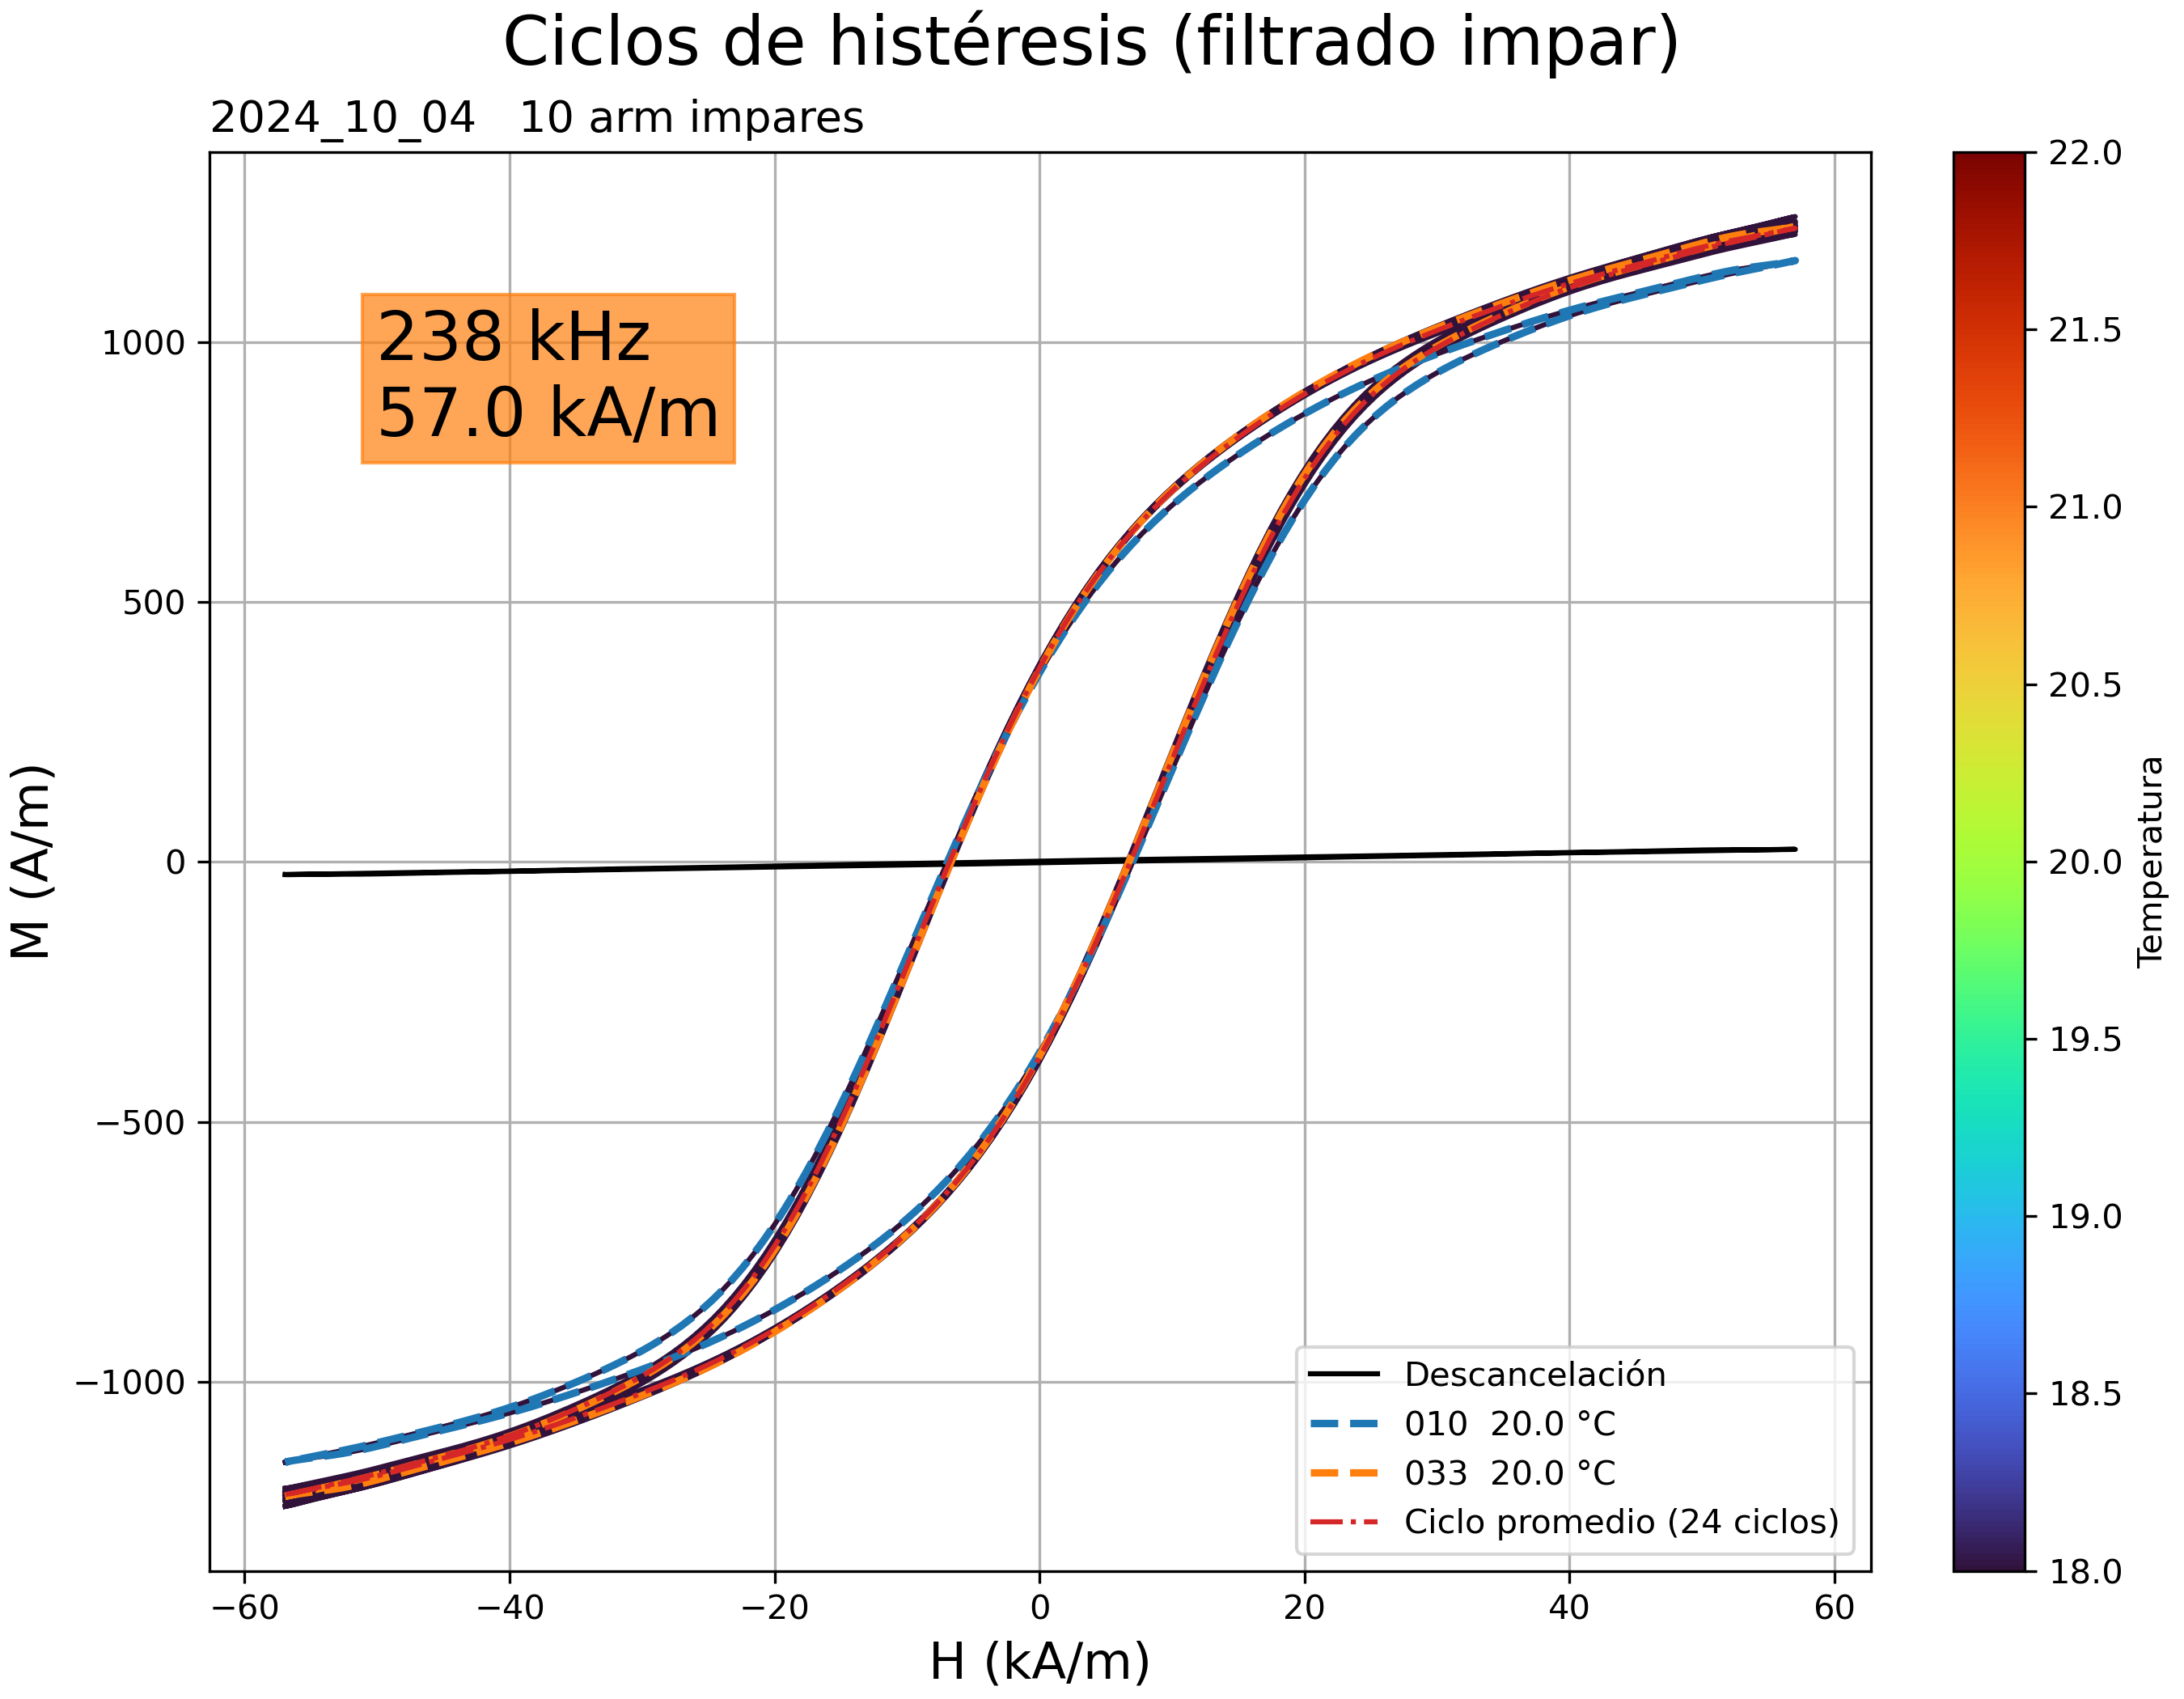 Ciclos de histéresis (filtrado impar)
2024_10_04   10 arm impares
238 kHz
57.0 kA/m
M (A/m)
1000
500
0
−500
−1000
−60
−40
−20
0
20
40
60
H (kA/m)
Descancelación
010  20.0 °C
033  20.0 °C
Ciclo promedio (24 ciclos)
22.0
21.5
21.0
20.5
20.0
19.5
19.0
18.5
18.0
Temperatura